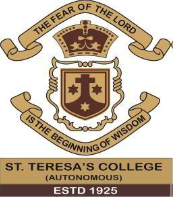 THE FEAR OF THE LORD
IS THE BEGINNING OF WISDOM
ST. TERESA'S COLLEGE
(AUTONOMOUS)
ESTD 1925